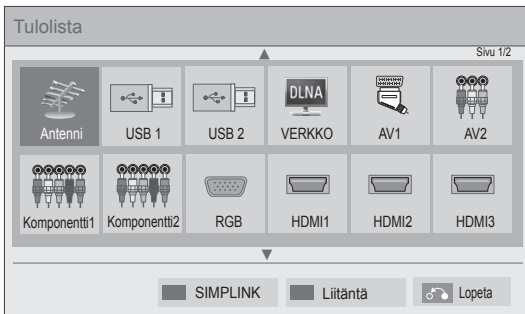 Tulolista
Sivu 1/2
DLNA
Antenni USB 1 USB 2 VERKKO AV1 AV2
Komponentti1 Komponentti2 RGB HDMI1 HDMI2 HDMI3
SIMPLINK Liitäntä Lopeta